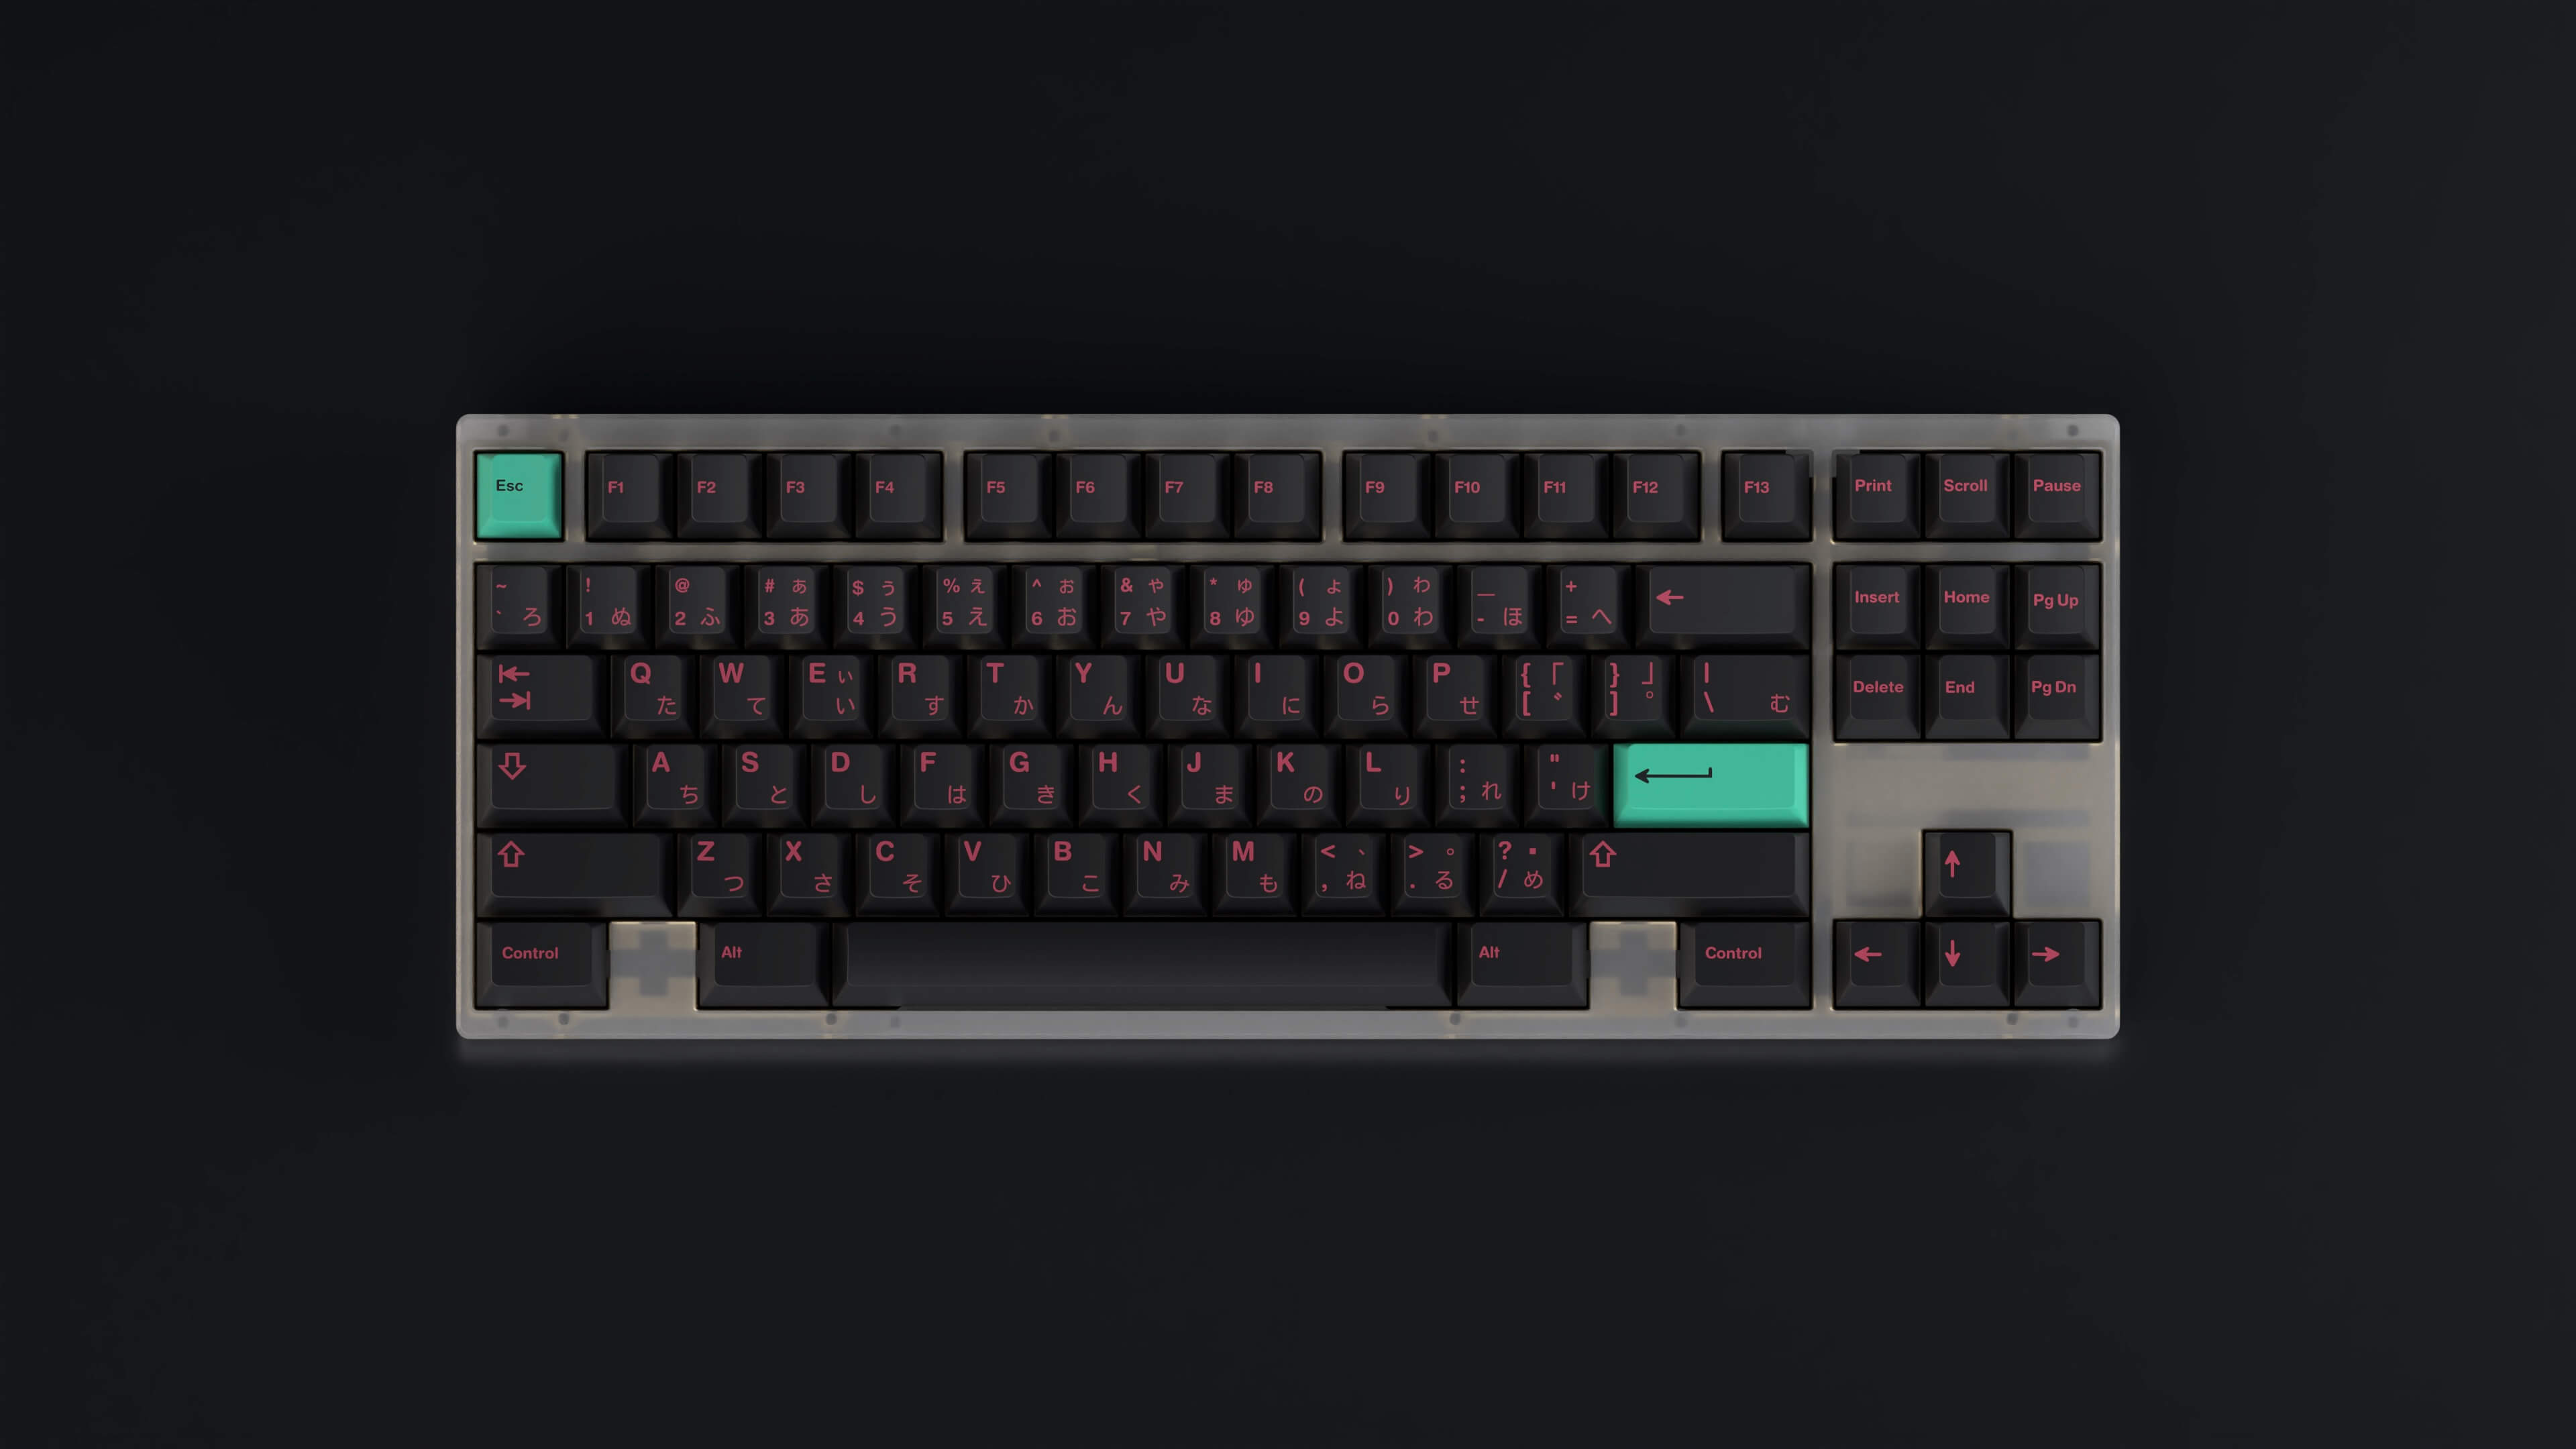 Esc F1 F2 F3 F4 F5 F6 F7 F8 F9 F10 F11 F12 F13 Print Scroll Pause
~ ! @ # ぁ $ ぅ % ぇ ^ ぉ & ゃ * ゅ ( ょ ) わ _ + ←
` ろ 1 ぬ 2 ふ 3 あ 4 う 5 え 6 お 7 や 8 ゆ 9 よ 0 わ - ほ = へ Insert Home Pg Up
⇤ Q W E ぃ R T Y U I O P { 「 } 」 |
⇥ た て い す か ん な に ら せ [ ゛ ] ゜ \ む Delete End Pg Dn
⇩ A S D F G H J K L : " ↵
ち と し は き く ま の り ; れ ' け
⇧ Z X C V B N M < 、 > 。 ? ・ ⇧ ↑
つ さ そ ひ こ み も , ね . る / め
Control Alt Alt Control ← ↓ →